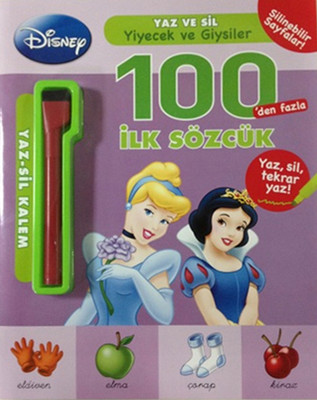 Disney
YAZ VE SİL
Yiyecek ve Giysiler
Silinebilir
Sayfalar!
100
'den fazla
İLK SÖZCÜK
Yaz, sil,
tekrar
yaz!
YAZ-SİL KALEM
eldiven
elma
çorap
kiraz